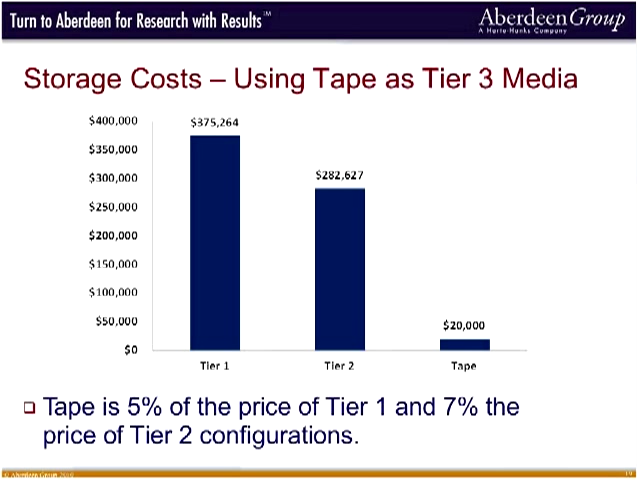 Turn to Aberdeen for Research with Results™
AberdeenGroup
A Harte-Hanks Company
Storage Costs – Using Tape as Tier 3 Media
$400,000
$350,000
$300,000
$250,000
$200,000
$150,000
$100,000
$50,000
$0
$375,264
$282,627
$20,000
Tier 1
Tier 2
Tape
Tape is 5% of the price of Tier 1 and 7% the
price of Tier 2 configurations.
© Aberdeen Group